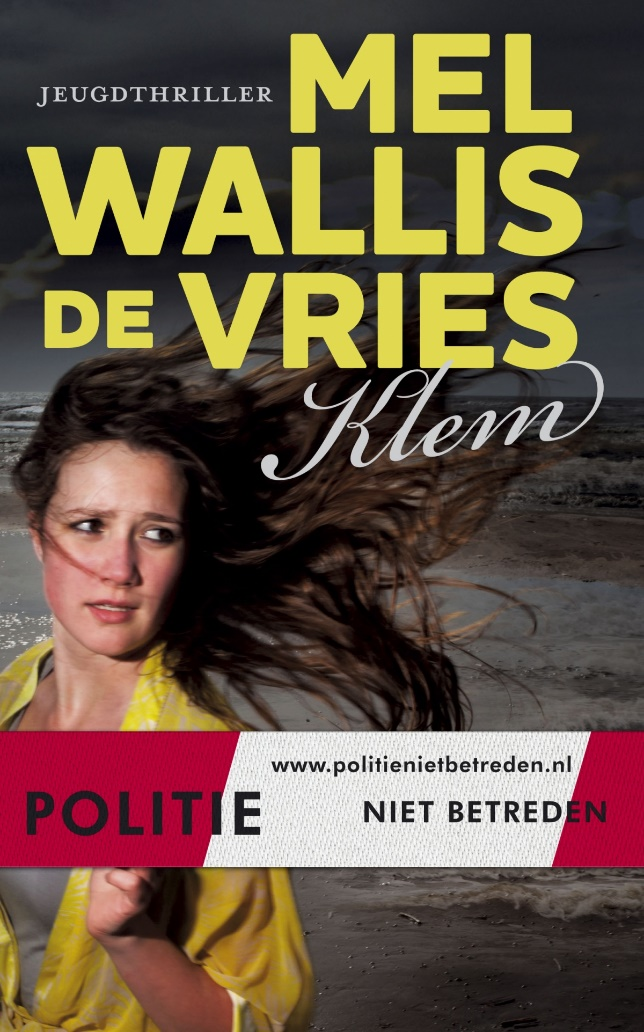 JEUGDTHRILLER MEL
WALLIS
DE VRIES
Klem
www.politienietbetreden.nl
POLITIE NIET BETREDEN